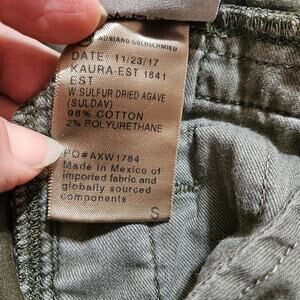 ADRIANO GOLDSCHMIED
DATE: 11/23/17
KAURA-EST 1841
EST
W.SULFUR DRIED AGAVE
(SULDAV)
98% COTTON
2% POLYURETHANE
PO#AXW1784
Made in Mexico of
imported fabric and
globally sourced
components
S